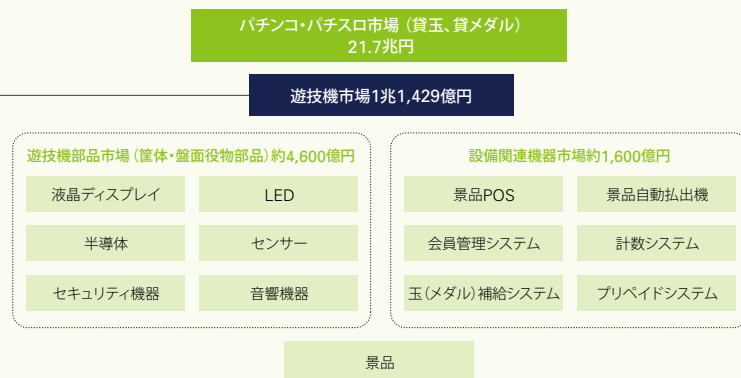 パチンコ・パチスロ市場（貸玉、貸メダル）
21.7兆円
遊技機市場1兆1,429億円
遊技機部品市場（筐体・盤面役物部品）約4,600億円
液晶ディスプレイ
LED
半導体
センサー
セキュリティ機器
音響機器
設備関連機器市場約1,600億円
景品POS
景品自動払出機
会員管理システム
計数システム
玉（メダル）補給システム
プリペイドシステム
景品